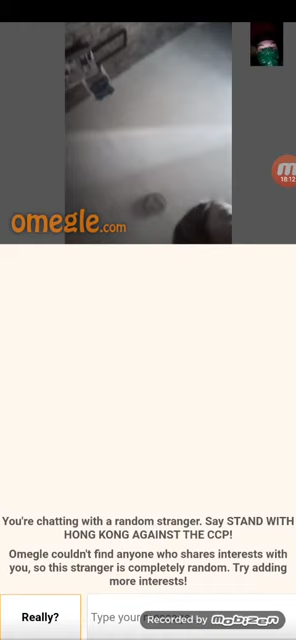 18:12
omegle.com
You're chatting with a random stranger. Say STAND WITH
HONG KONG AGAINST THE CCP!
Omegle couldn't find anyone who shares interests with
you, so this stranger is completely random. Try adding
more interests!
Really?
Type your
Recorded by mobizen